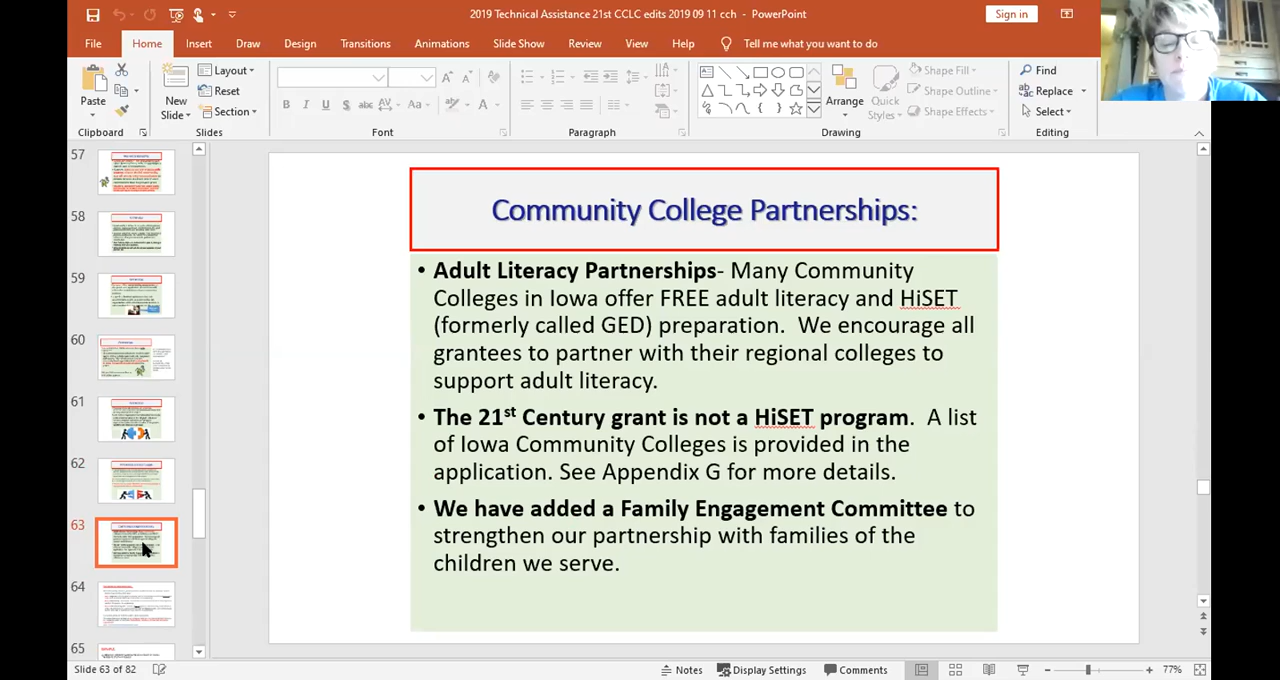 2019 Technical Assistance 21st CCLC edits 2019 09 11 cch - PowerPoint
Sign in
File Home Insert Draw Design Transitions Animations Slide Show Review View Help Tell me what you want to do
Paste
New Slide
Layout
Reset
Section
B I U S abc AV Aa A
Arrange
Quick Styles
Shape Fill
Shape Outline
Shape Effects
Find
Replace
Select
Clipboard Slides Font Paragraph Drawing Editing
57
58
59
60
61
62
63
64
65
Community College Partnerships:
• Adult Literacy Partnerships- Many Community
Colleges in Iowa offer FREE adult literacy and HiSET
(formerly called GED) preparation.  We encourage all
grantees to partner with their regional colleges to
support adult literacy.
• The 21st Century grant is not a HiSET program.  A list
of Iowa Community Colleges is provided in the
application. See Appendix G for more details.
• We have added a Family Engagement Committee to
strengthen our partnership with families of the
children we serve.
Slide 63 of 82
Notes Display Settings Comments 77%